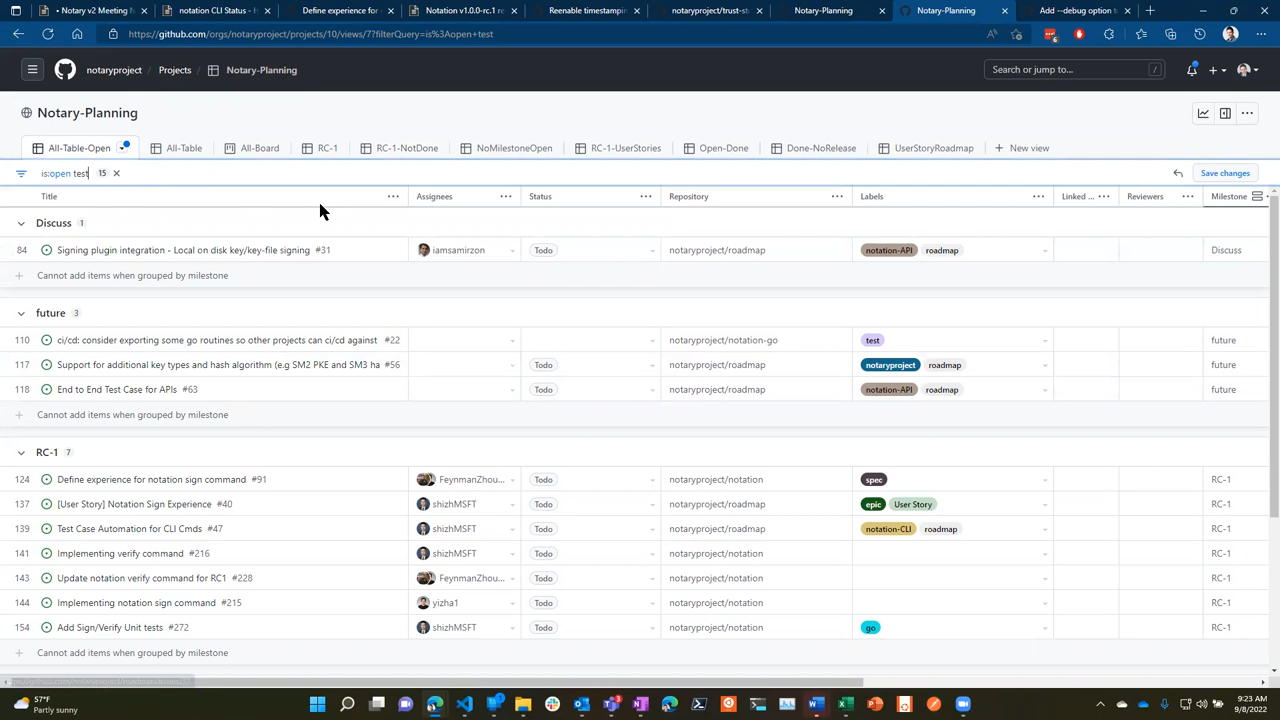 • Notary v2 Meeting N
notation CLI Status - H
Define experience for
Notation v1.0.0-rc.1 re
Reenable timestampin
notaryproject/trust-st
Notary-Planning
Notary-Planning
Add --debug option t
https://github.com/orgs/notaryproject/projects/10/views/7?filterQuery=is%3Aopen+test
notaryproject / Projects / Notary-Planning
Search or jump to... /
Notary-Planning
All-Table-Open
All-Table
All-Board
RC-1
RC-1-NotDone
NoMilestoneOpen
RC-1-UserStories
Open-Done
Done-NoRelease
UserStoryRoadmap
+ New view
is:open test 15
Save changes
Title Assignees Status Repository Labels Linked ... Reviewers Milestone
Discuss 1
84 Signing plugin integration - Local on disk key/key-file signing #31 iamsamirzon Todo notaryproject/roadmap notation-API roadmap Discuss
Cannot add items when grouped by milestone
future 3
110 ci/cd: consider exporting some go routines so other projects can ci/cd against #22 notaryproject/notation-go test future
117 Support for additional key types and hash algorithm (e.g SM2 PKE and SM3 ha #56 Todo notaryproject/roadmap notaryproject roadmap future
118 End to End Test Case for APIs #63 Todo notaryproject/roadmap notation-API roadmap future
Cannot add items when grouped by milestone
RC-1 7
124 Define experience for notation sign command #91 FeynmanZhou... Todo notaryproject/notation spec RC-1
137 [User Story] Notation Sign Experience #40 shizhMSFT Todo notaryproject/roadmap epic User Story RC-1
139 Test Case Automation for CLI Cmds #47 shizhMSFT Todo notaryproject/roadmap notation-CLI roadmap RC-1
141 Implementing verify command #216 shizhMSFT Todo notaryproject/notation RC-1
143 Update notation verify command for RC1 #228 FeynmanZhou... Todo notaryproject/notation RC-1
144 Implementing notation sign command #215 yizha1 Todo notaryproject/notation RC-1
154 Add Sign/Verify Unit tests #272 shizhMSFT Todo notaryproject/notation go RC-1
Cannot add items when grouped by milestone
57°F
Partly sunny
9:23 AM
9/8/2022